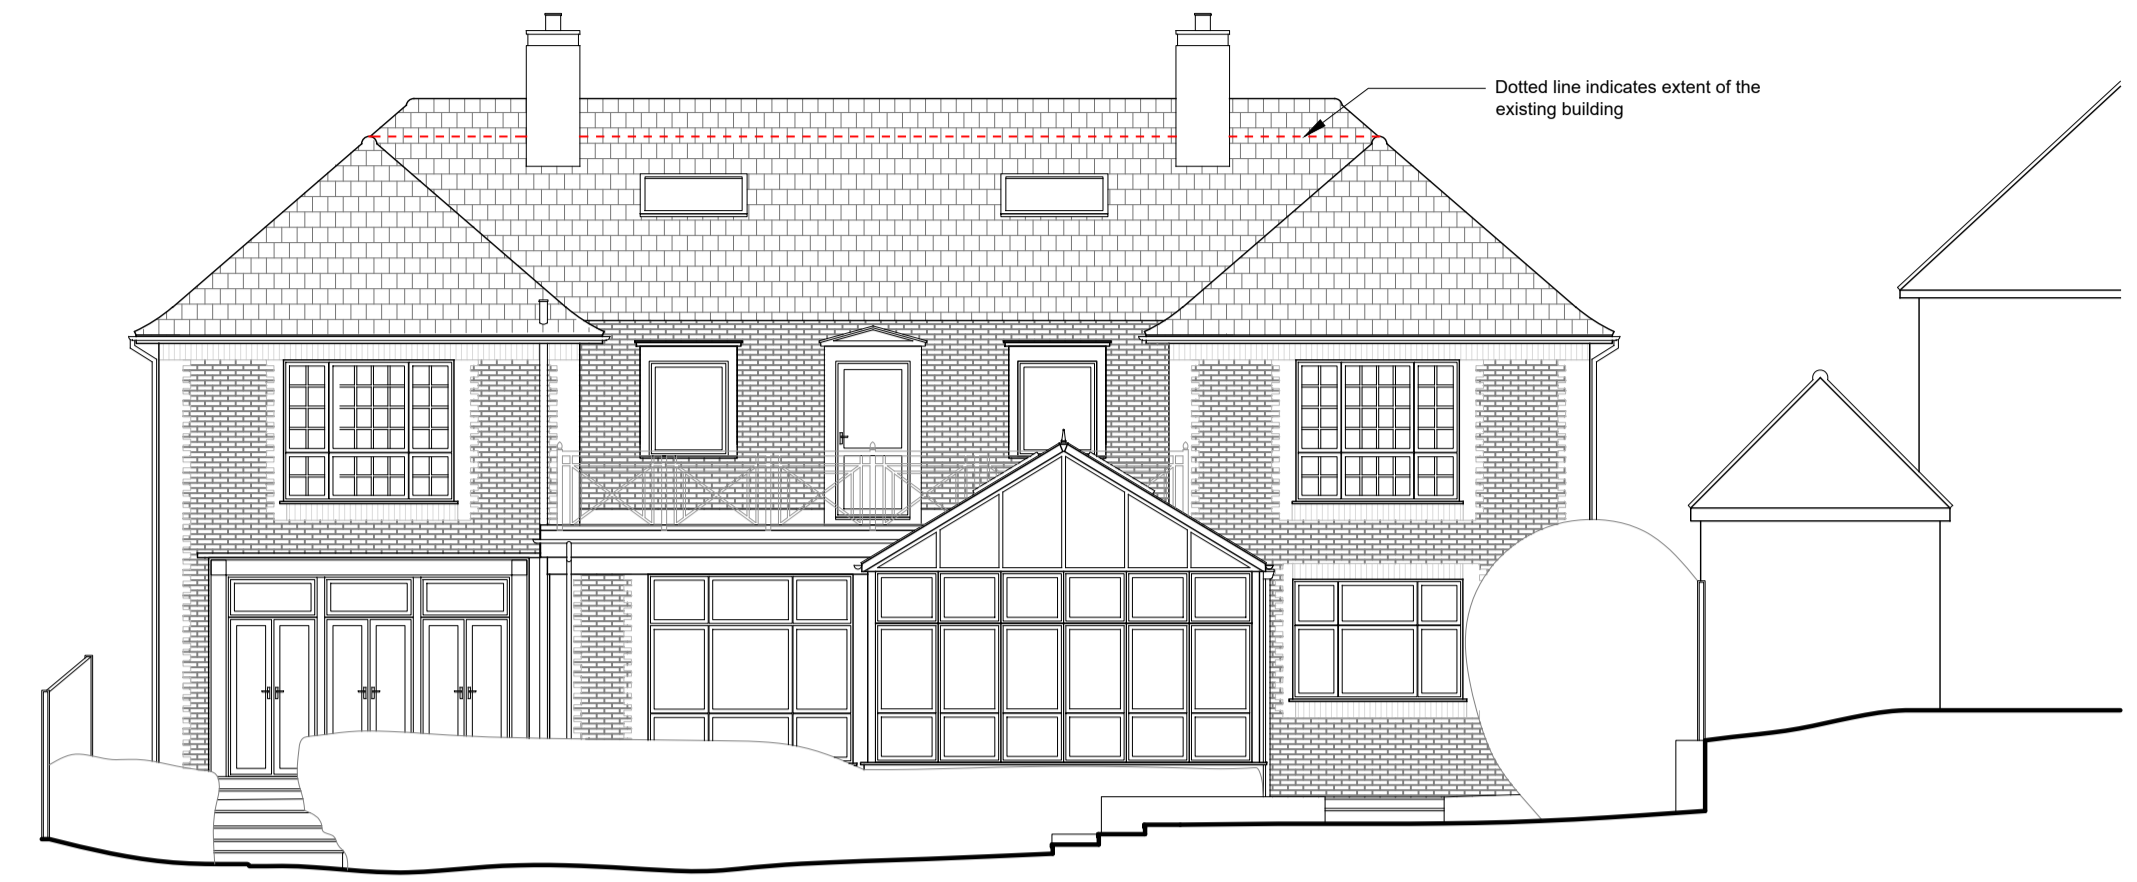 Dotted line indicates extent of the
existing building